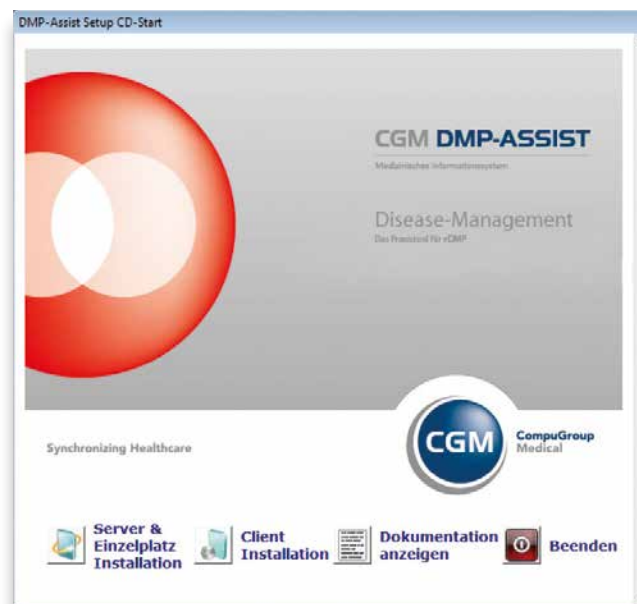 DMP-Assist Setup CD-Start
CGM DMP-ASSIST
Medizinisches Informationssystem
Disease-Management
Das Praxistool für eDMP
Synchronizing Healthcare
CGM
CompuGroup
Medical
Server &
Einzelplatz
Installation
Client
Installation
Dokumentation
anzeigen
Beenden